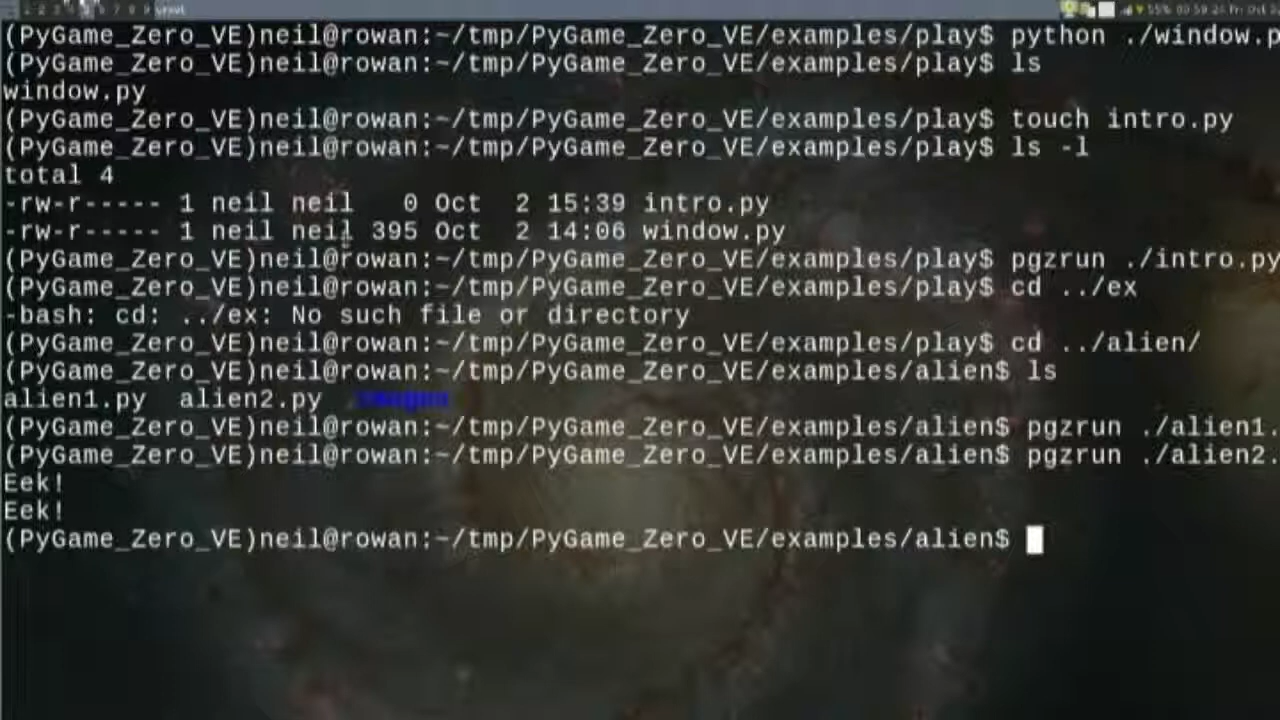 (PyGame_Zero_VE)neil@rowan:~/tmp/PyGame_Zero_VE/examples/play$ python ./window.p
(PyGame_Zero_VE)neil@rowan:~/tmp/PyGame_Zero_VE/examples/play$ ls
window.py
(PyGame_Zero_VE)neil@rowan:~/tmp/PyGame_Zero_VE/examples/play$ touch intro.py
(PyGame_Zero_VE)neil@rowan:~/tmp/PyGame_Zero_VE/examples/play$ ls -l
total 4
-rw-r----- 1 neil neil   0 Oct  2 15:39 intro.py
-rw-r----- 1 neil neil 395 Oct  2 14:06 window.py
(PyGame_Zero_VE)neil@rowan:~/tmp/PyGame_Zero_VE/examples/play$ pgzrun ./intro.py
(PyGame_Zero_VE)neil@rowan:~/tmp/PyGame_Zero_VE/examples/play$ cd ../ex
-bash: cd: ../ex: No such file or directory
(PyGame_Zero_VE)neil@rowan:~/tmp/PyGame_Zero_VE/examples/play$ cd ../alien/
(PyGame_Zero_VE)neil@rowan:~/tmp/PyGame_Zero_VE/examples/alien$ ls
alien1.py  alien2.py
(PyGame_Zero_VE)neil@rowan:~/tmp/PyGame_Zero_VE/examples/alien$ pgzrun ./alien1.
(PyGame_Zero_VE)neil@rowan:~/tmp/PyGame_Zero_VE/examples/alien$ pgzrun ./alien2.
Eek!
Eek!
(PyGame_Zero_VE)neil@rowan:~/tmp/PyGame_Zero_VE/examples/alien$